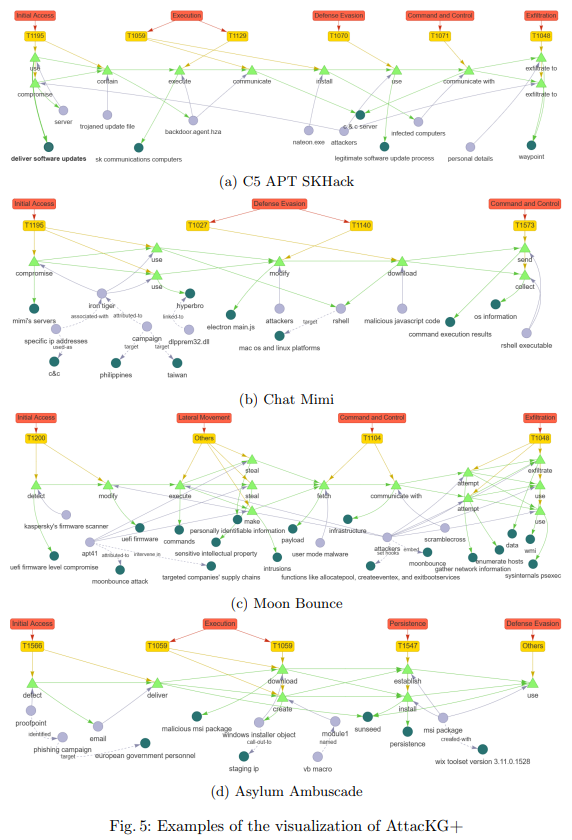 Initial Access Execution Defense Evasion Command and Control Exfiltration
T1195 T1059 T1129 T1070 T1071 T1048
use exfiltrate to
contain execute communicate install use communicate with
compromise exfiltrate to
server trojaned update file backdoor.agent.hza c & c server infected computers
nateon.exe attackers
deliver software updates sk communications computers legitimate software update process personal details waypoint
(a) C5 APT SKHack
Initial Access Defense Evasion Command and Control
T1195 T1027 T1140 T1573
use send
compromise modify download
use collect
iron tiger hyperbro os information
mimi's servers associated-with attributed-to linked-to electron main.js attackers rshell malicious javascript code command execution results
specific ip addresses campaign dlpprem32.dll target mac os and linux platforms rshell executable
used-as target target
c&c philippines taiwan
(b) Chat Mimi
Initial Access Lateral Movement Command and Control Exfiltration
T1200 Others T1104 T1048
steal exfiltrate
attempt
defect modify execute steal fetch communicate with use
attempt
make use
kaspersky's firmware scanner uefi firmware commands personally identifiable information payload infrastructure scramblecross data
apt41 sensitive intellectual property user mode malware attackers wmi
uefi firmware level compromise attributed-to intervene in intrusions set hooks embed moonbounce enumerate hosts
moonbounce attack targeted companies' supply chains functions like allocatepool, createeventex, and exitbootservices gather network information sysinternals psexec
(c) Moon Bounce
Initial Access Execution Persistence Defense Evasion
T1566 T1059 T1059 T1547 Others
download establish
defect deliver use
create install
proofpoint email malicious msi package windows installer object module1 sunseed msi package
identified call-out-to named persistence created-with
phishing campaign european government personnel
target staging ip vb macro wix toolset version 3.11.0.1528
(d) Asylum Ambuscade
Fig. 5: Examples of the visualization of AttacKG+